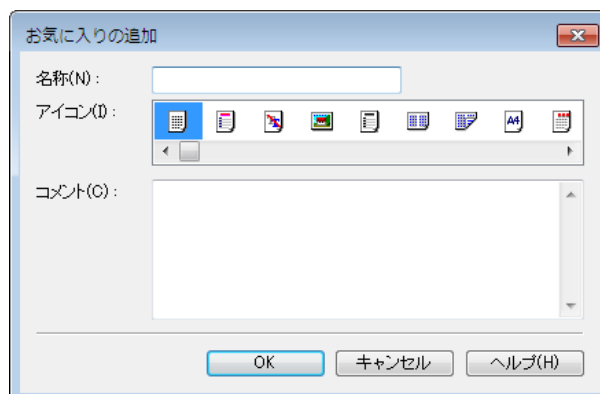 お気に入りの追加
名称(N)：
アイコン(I)：
A4
コメント(C)：
OK キャンセル ヘルプ(H)